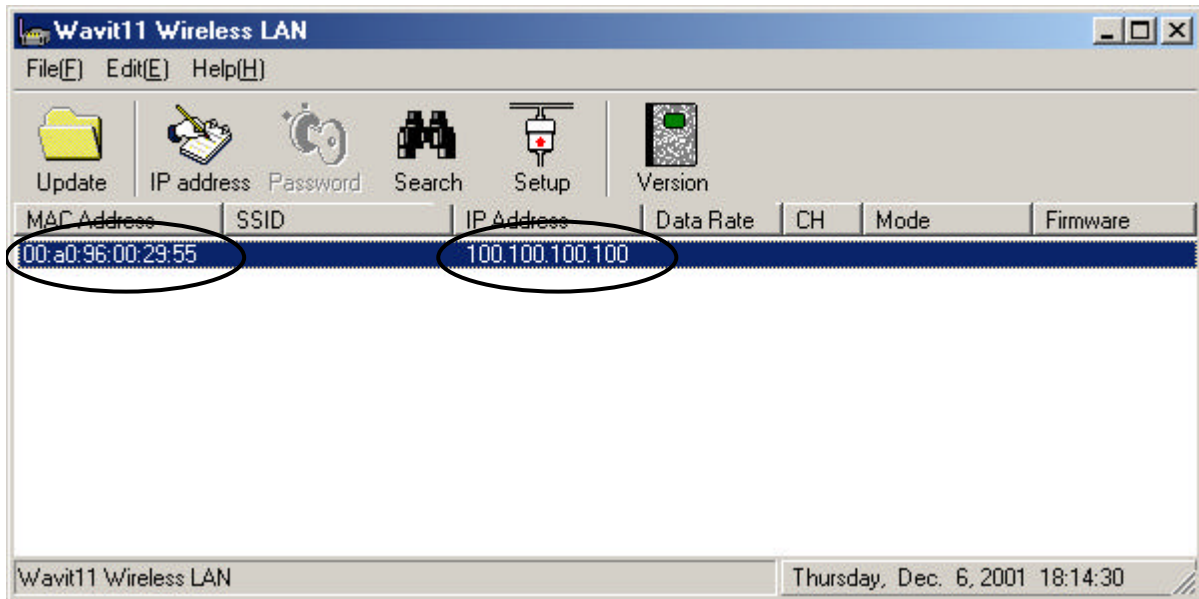 Wavit11 Wireless LAN
File(F) Edit(E) Help(H)
Update IP address Password Search Setup Version
MAC Address SSID IP Address Data Rate CH Mode Firmware
00:a0:96:00:29:55 100.100.100.100
Wavit11 Wireless LAN Thursday, Dec. 6, 2001 18:14:30